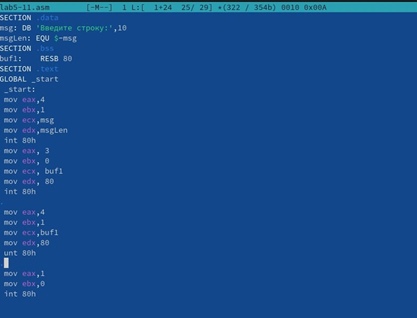 lab5-11.asm [-M--] 1 L:[ 1+24 25/ 29] *(322 / 354b) 0010 0x00A
SECTION .data
msg: DB 'Введите строку:',10
msgLen: EQU $-msg
SECTION .bss
buf1: RESB 80
SECTION .text
GLOBAL _start
_start:
mov eax,4
mov ebx,1
mov ecx,msg
mov edx,msgLen
int 80h
mov eax, 3
mov ebx, 0
mov ecx, buf1
mov edx, 80
int 80h
mov eax,4
mov ebx,1
mov ecx,buf1
mov edx,80
unt 80h
mov eax,1
mov ebx,0
int 80h